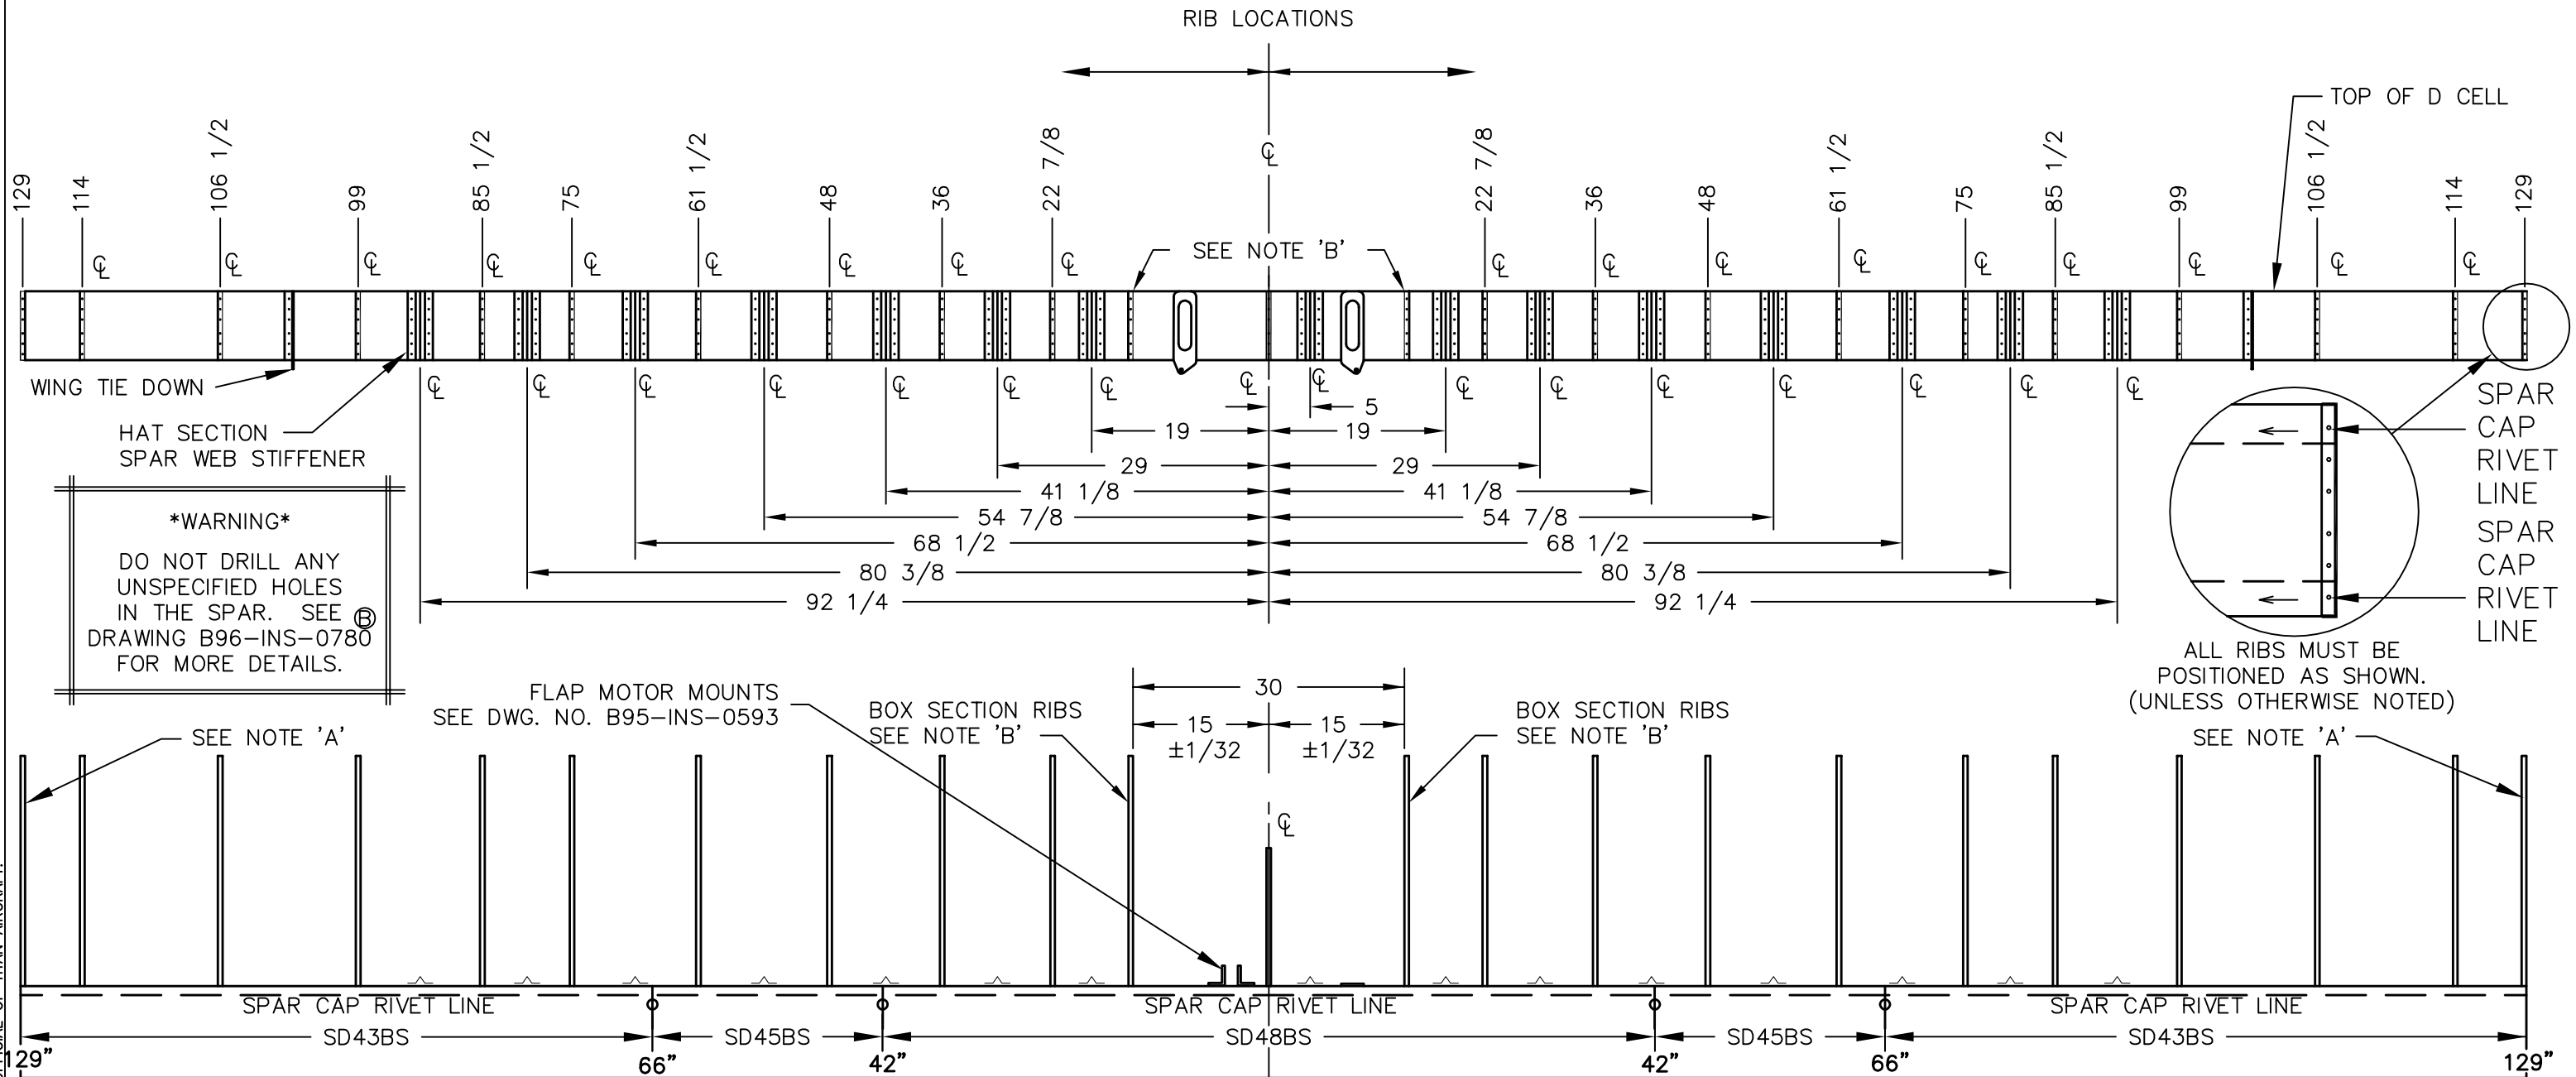 RIB LOCATIONS
TOP OF D CELL
129 114 106 1/2 99 85 1/2 75 61 1/2 48 36 22 7/8 ℄ 22 7/8 36 48 61 1/2 75 85 1/2 99 106 1/2 114 129
SEE NOTE 'B'
℄ ℄ ℄ ℄ ℄ ℄ ℄ ℄ ℄ ℄ ℄ ℄ ℄ ℄ ℄ ℄ ℄ ℄
WING TIE DOWN
℄ ℄ ℄ ℄ ℄ ℄ ℄ ℄ ℄ ℄ ℄ ℄ ℄ ℄ ℄ ℄
HAT SECTION
SPAR WEB STIFFENER
5
19 19
29 29
41 1/8 41 1/8
54 7/8 54 7/8
68 1/2 68 1/2
80 3/8 80 3/8
92 1/4 92 1/4
SPAR
CAP
RIVET
LINE
SPAR
CAP
RIVET
LINE
*WARNING*
DO NOT DRILL ANY
UNSPECIFIED HOLES
IN THE SPAR. SEE Ⓑ
DRAWING B96-INS-0780
FOR MORE DETAILS.
ALL RIBS MUST BE
POSITIONED AS SHOWN.
(UNLESS OTHERWISE NOTED)
FLAP MOTOR MOUNTS
SEE DWG. NO. B95-INS-0593
BOX SECTION RIBS
SEE NOTE 'B'
30
15 15
±1/32 ±1/32
BOX SECTION RIBS
SEE NOTE 'B'
SEE NOTE 'A'
SEE NOTE 'A'
℄
SPAR CAP RIVET LINE SPAR CAP RIVET LINE SPAR CAP RIVET LINE
SD43BS SD45BS SD48BS SD45BS SD43BS
129" 66" 42" 42" 66" 129"